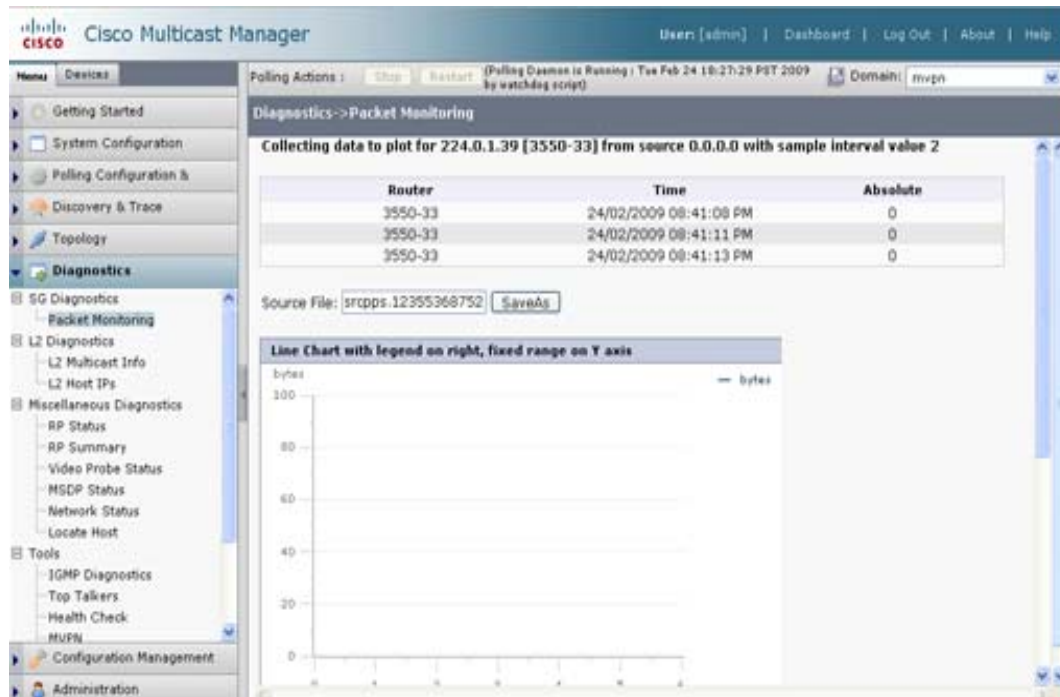 CISCO
Cisco Multicast Manager
User: [admin] | Dashboard | Log Out | About | Help
Menu Devices
Polling Actions : Stop Restart (Polling Daemon is Running : Tue Feb 24 18:27:29 PST 2009 by watchdog script) Domain: mvpn
Getting Started
System Configuration
Polling Configuration &
Discovery & Trace
Topology
Diagnostics
SG Diagnostics
Packet Monitoring
L2 Diagnostics
L2 Multicast Info
L2 Host IPs
Miscellaneous Diagnostics
RP Status
RP Summary
Video Probe Status
MSDP Status
Network Status
Locate Host
Tools
IGMP Diagnostics
Top Talkers
Health Check
MVPN
Configuration Management
Administration
Diagnostics->Packet Monitoring
Collecting data to plot for 224.0.1.39 [3550-33] from source 0.0.0.0 with sample interval value 2
Router Time Absolute
3550-33 24/02/2009 08:41:08 PM 0
3550-33 24/02/2009 08:41:11 PM 0
3550-33 24/02/2009 08:41:13 PM 0
Source File: srcpps.12355368752 SaveAs
Line Chart with legend on right, fixed range on Y axis
bytes
bytes
100
80
60
40
20
0